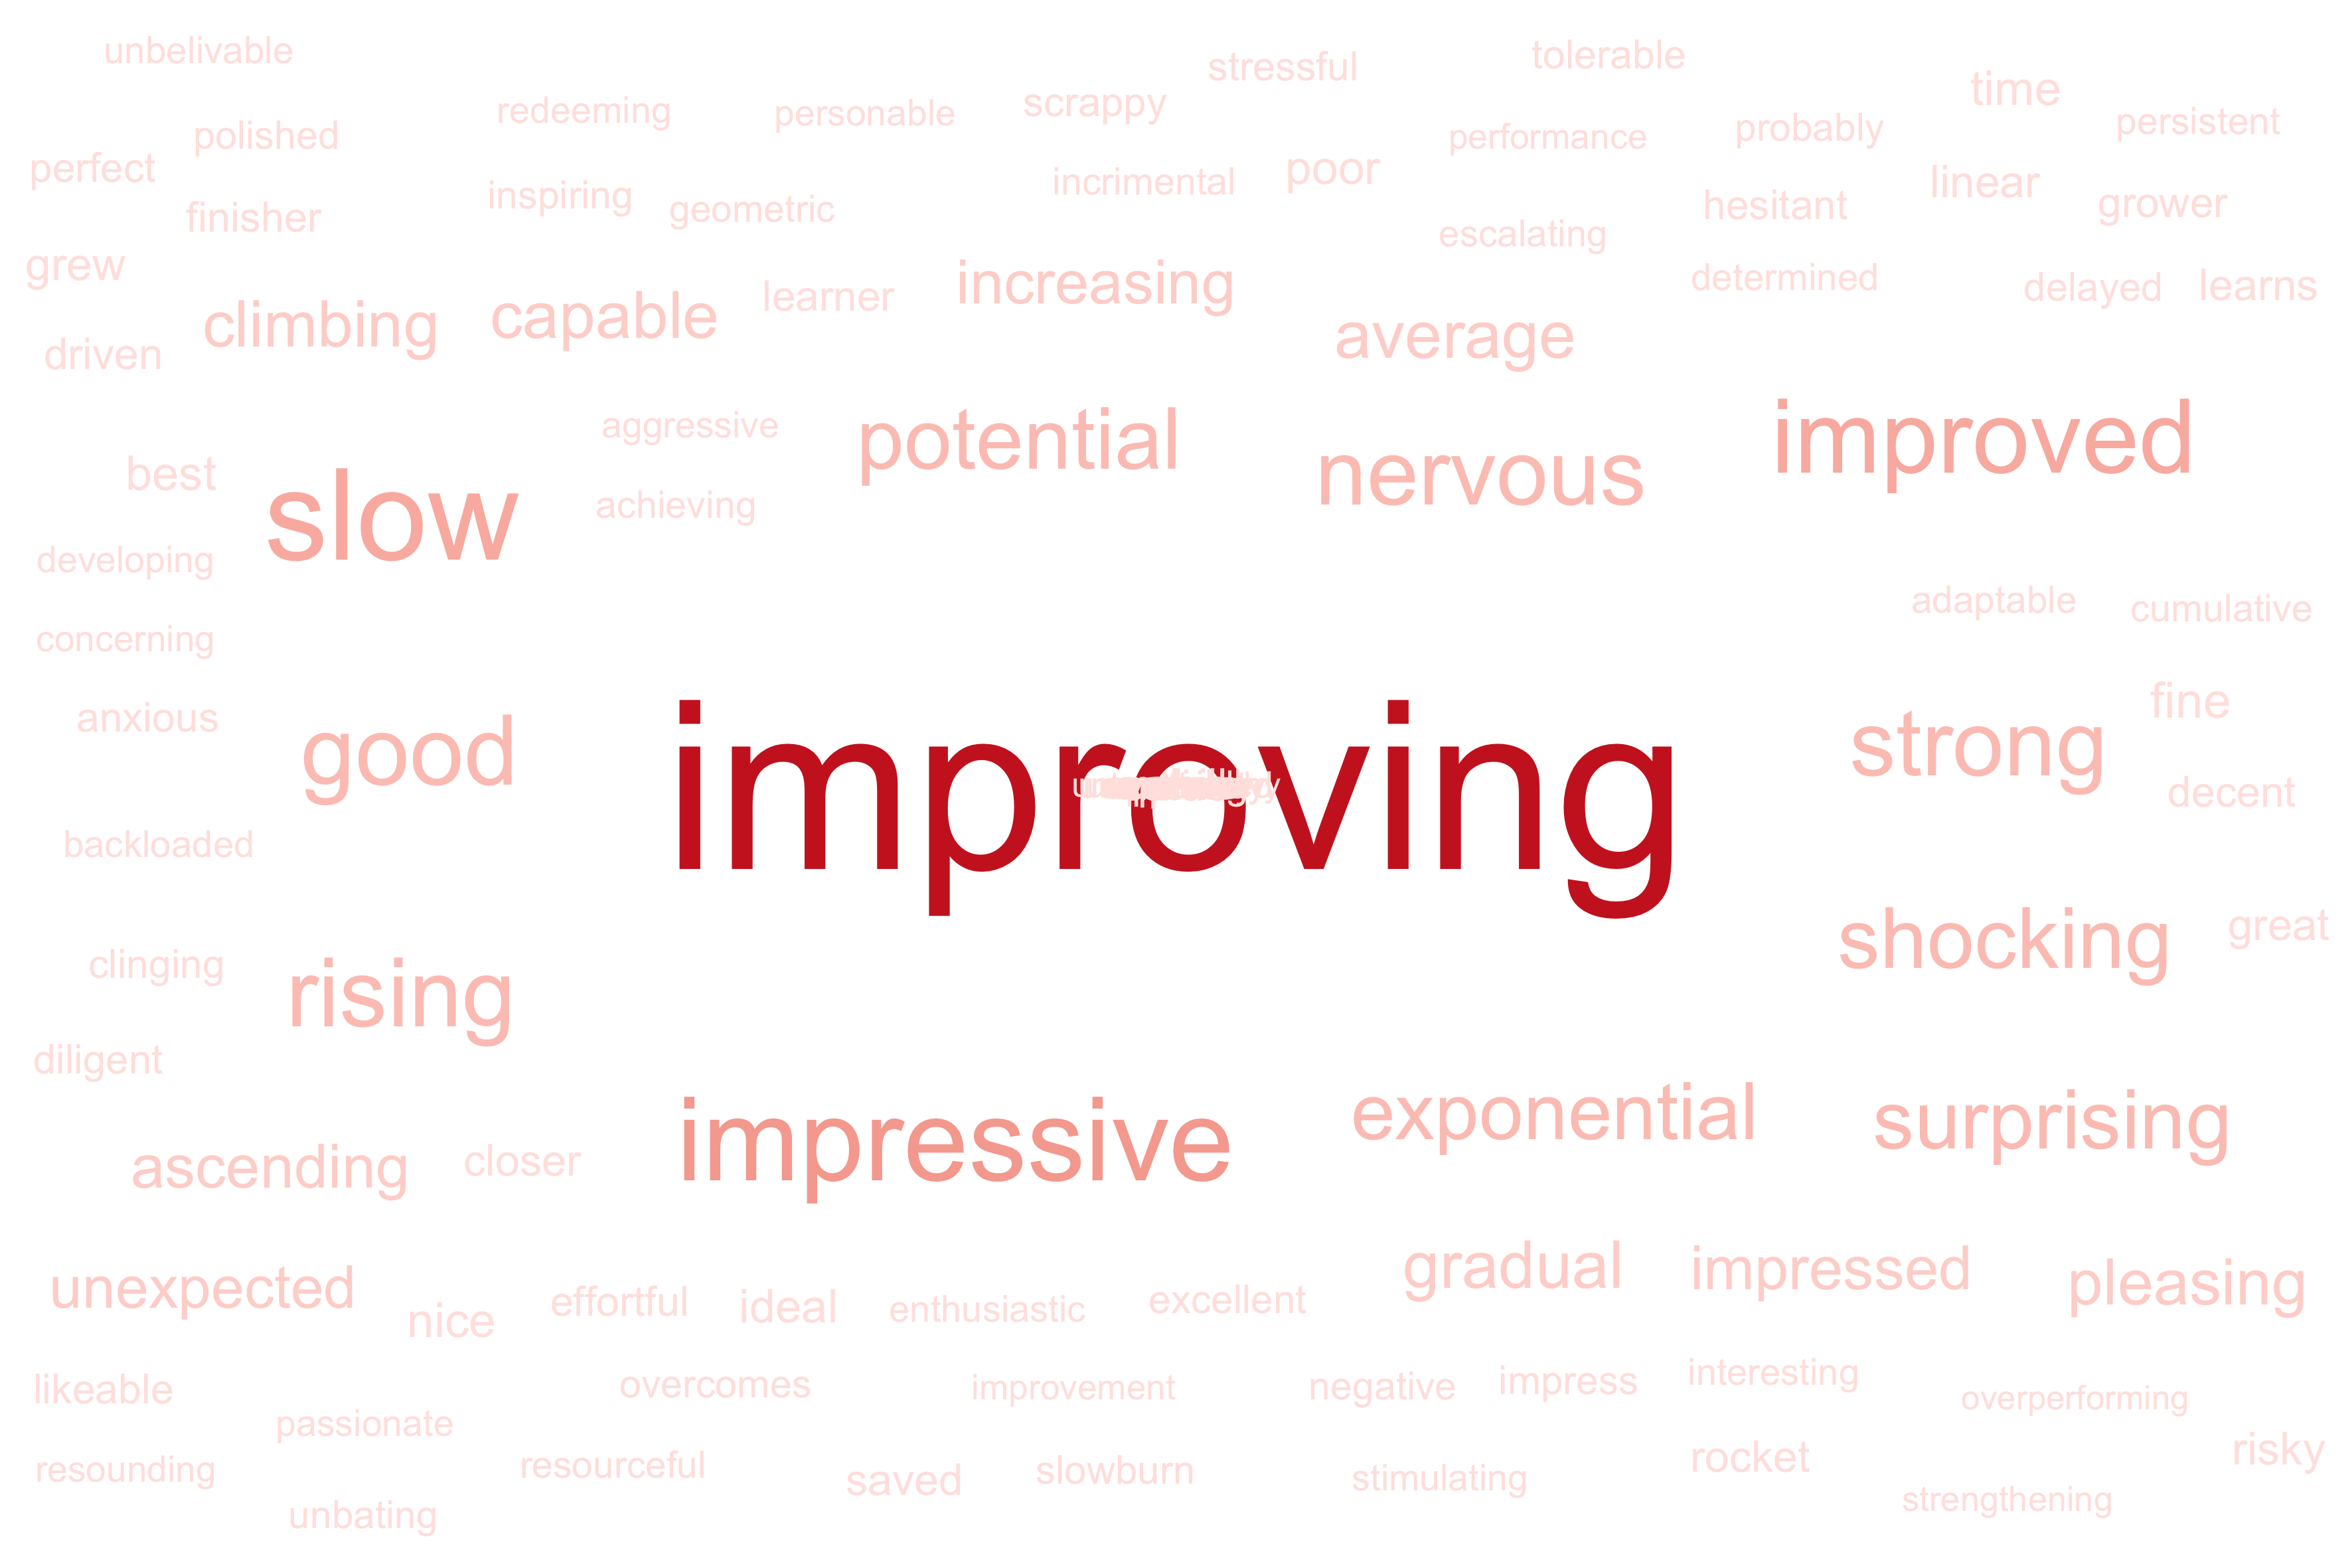 unbelivable
stressful
tolerable
time
redeeming
personable
scrappy
persistent
polished
performance
probably
perfect
inspiring
geometric
incrimental
poor
linear
finisher
hesitant
grower
escalating
grew
climbing
capable
learner
increasing
determined
delayed
learns
driven
average
aggressive
potential
improved
best
slow
achieving
nervous
developing
adaptable
cumulative
concerning
anxious
fine
good
improving
strong
decent
backloaded
clinging
rising
shocking
great
diligent
ascending
closer
impressive
exponential
surprising
unexpected
nice
effortful
ideal
enthusiastic
excellent
gradual
impressed
pleasing
likeable
overcomes
improvement
negative
impress
interesting
overperforming
passionate
resounding
resourceful
saved
slowburn
stimulating
rocket
risky
unbating
strengthening